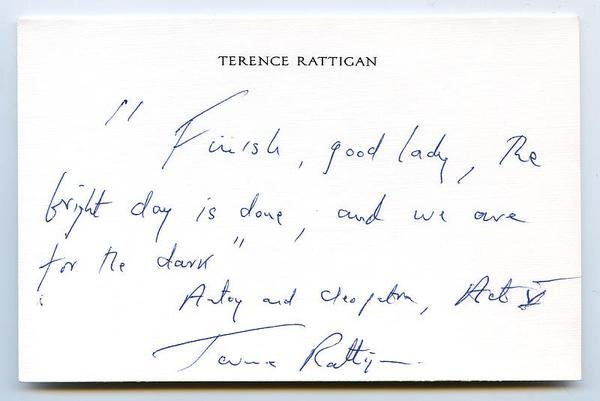 TERENCE RATTIGAN
" Finish, good lady, the
bright day is done, and we are
for the dark"
Antony and Cleopatra, Act V
Terence Rattigan.